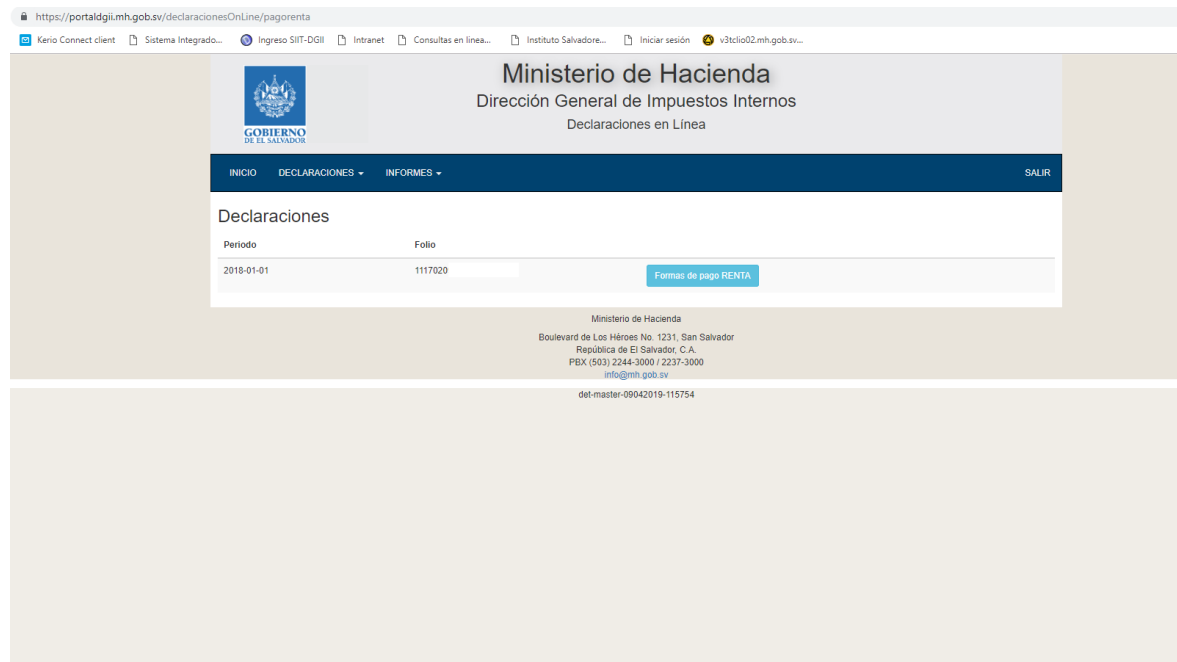 https://portaldgii.mh.gob.sv/declaracionesOnLine/pagorenta
Kerio Connect client Sistema Integrado... Ingreso SIIT-DGII Intranet Consultas en linea... Instituto Salvadore... Iniciar sesión v3tclio02.mh.gob.sv...
GOBIERNO
DE EL SALVADOR
Ministerio de Hacienda
Dirección General de Impuestos Internos
Declaraciones en Línea
INICIO DECLARACIONES INFORMES SALIR
Declaraciones
Periodo Folio
2018-01-01 1117020 Formas de pago RENTA
Ministerio de Hacienda
Boulevard de Los Héroes No. 1231, San Salvador
República de El Salvador, C.A.
PBX (503) 2244-3000 / 2237-3000
info@mh.gob.sv
det-master-09042019-115754